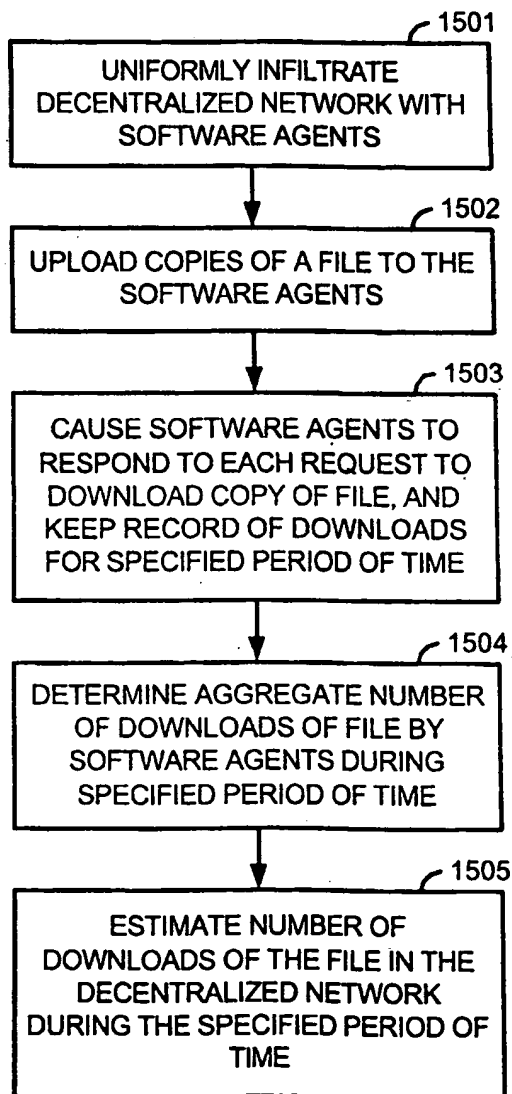 1501
UNIFORMLY INFILTRATE
DECENTRALIZED NETWORK WITH
SOFTWARE AGENTS
1502
UPLOAD COPIES OF A FILE TO THE
SOFTWARE AGENTS
1503
CAUSE SOFTWARE AGENTS TO
RESPOND TO EACH REQUEST TO
DOWNLOAD COPY OF FILE, AND
KEEP RECORD OF DOWNLOADS
FOR SPECIFIED PERIOD OF TIME
1504
DETERMINE AGGREGATE NUMBER
OF DOWNLOADS OF FILE BY
SOFTWARE AGENTS DURING
SPECIFIED PERIOD OF TIME
1505
ESTIMATE NUMBER OF
DOWNLOADS OF THE FILE IN THE
DECENTRALIZED NETWORK
DURING THE SPECIFIED PERIOD OF
TIME